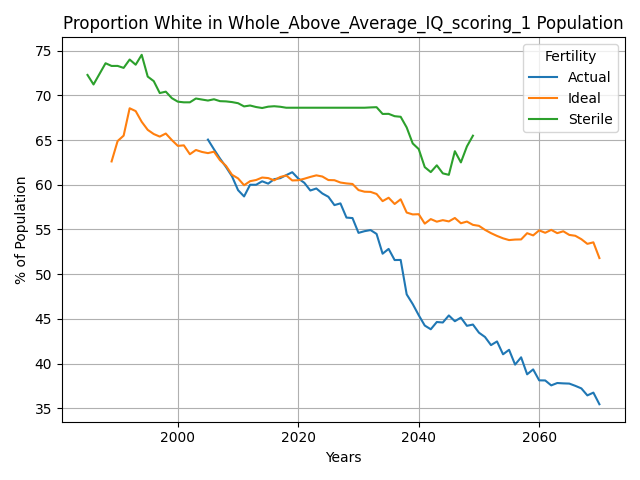 Proportion White in Whole_Above_Average_IQ_scoring_1 Population
Fertility
Actual
Ideal
Sterile
% of Population
75
70
65
60
55
50
45
40
35
2000
2020
2040
2060
Years